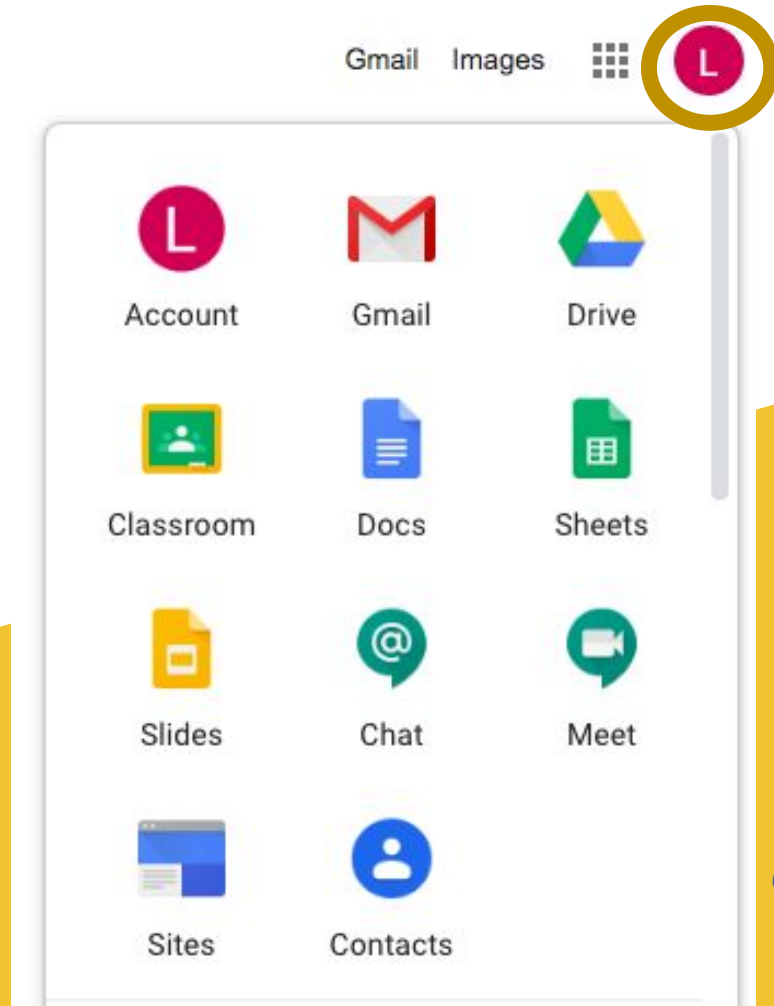 Gmail Images L
L
Account Gmail Drive
Classroom Docs Sheets
@
Slides Chat Meet
Sites Contacts